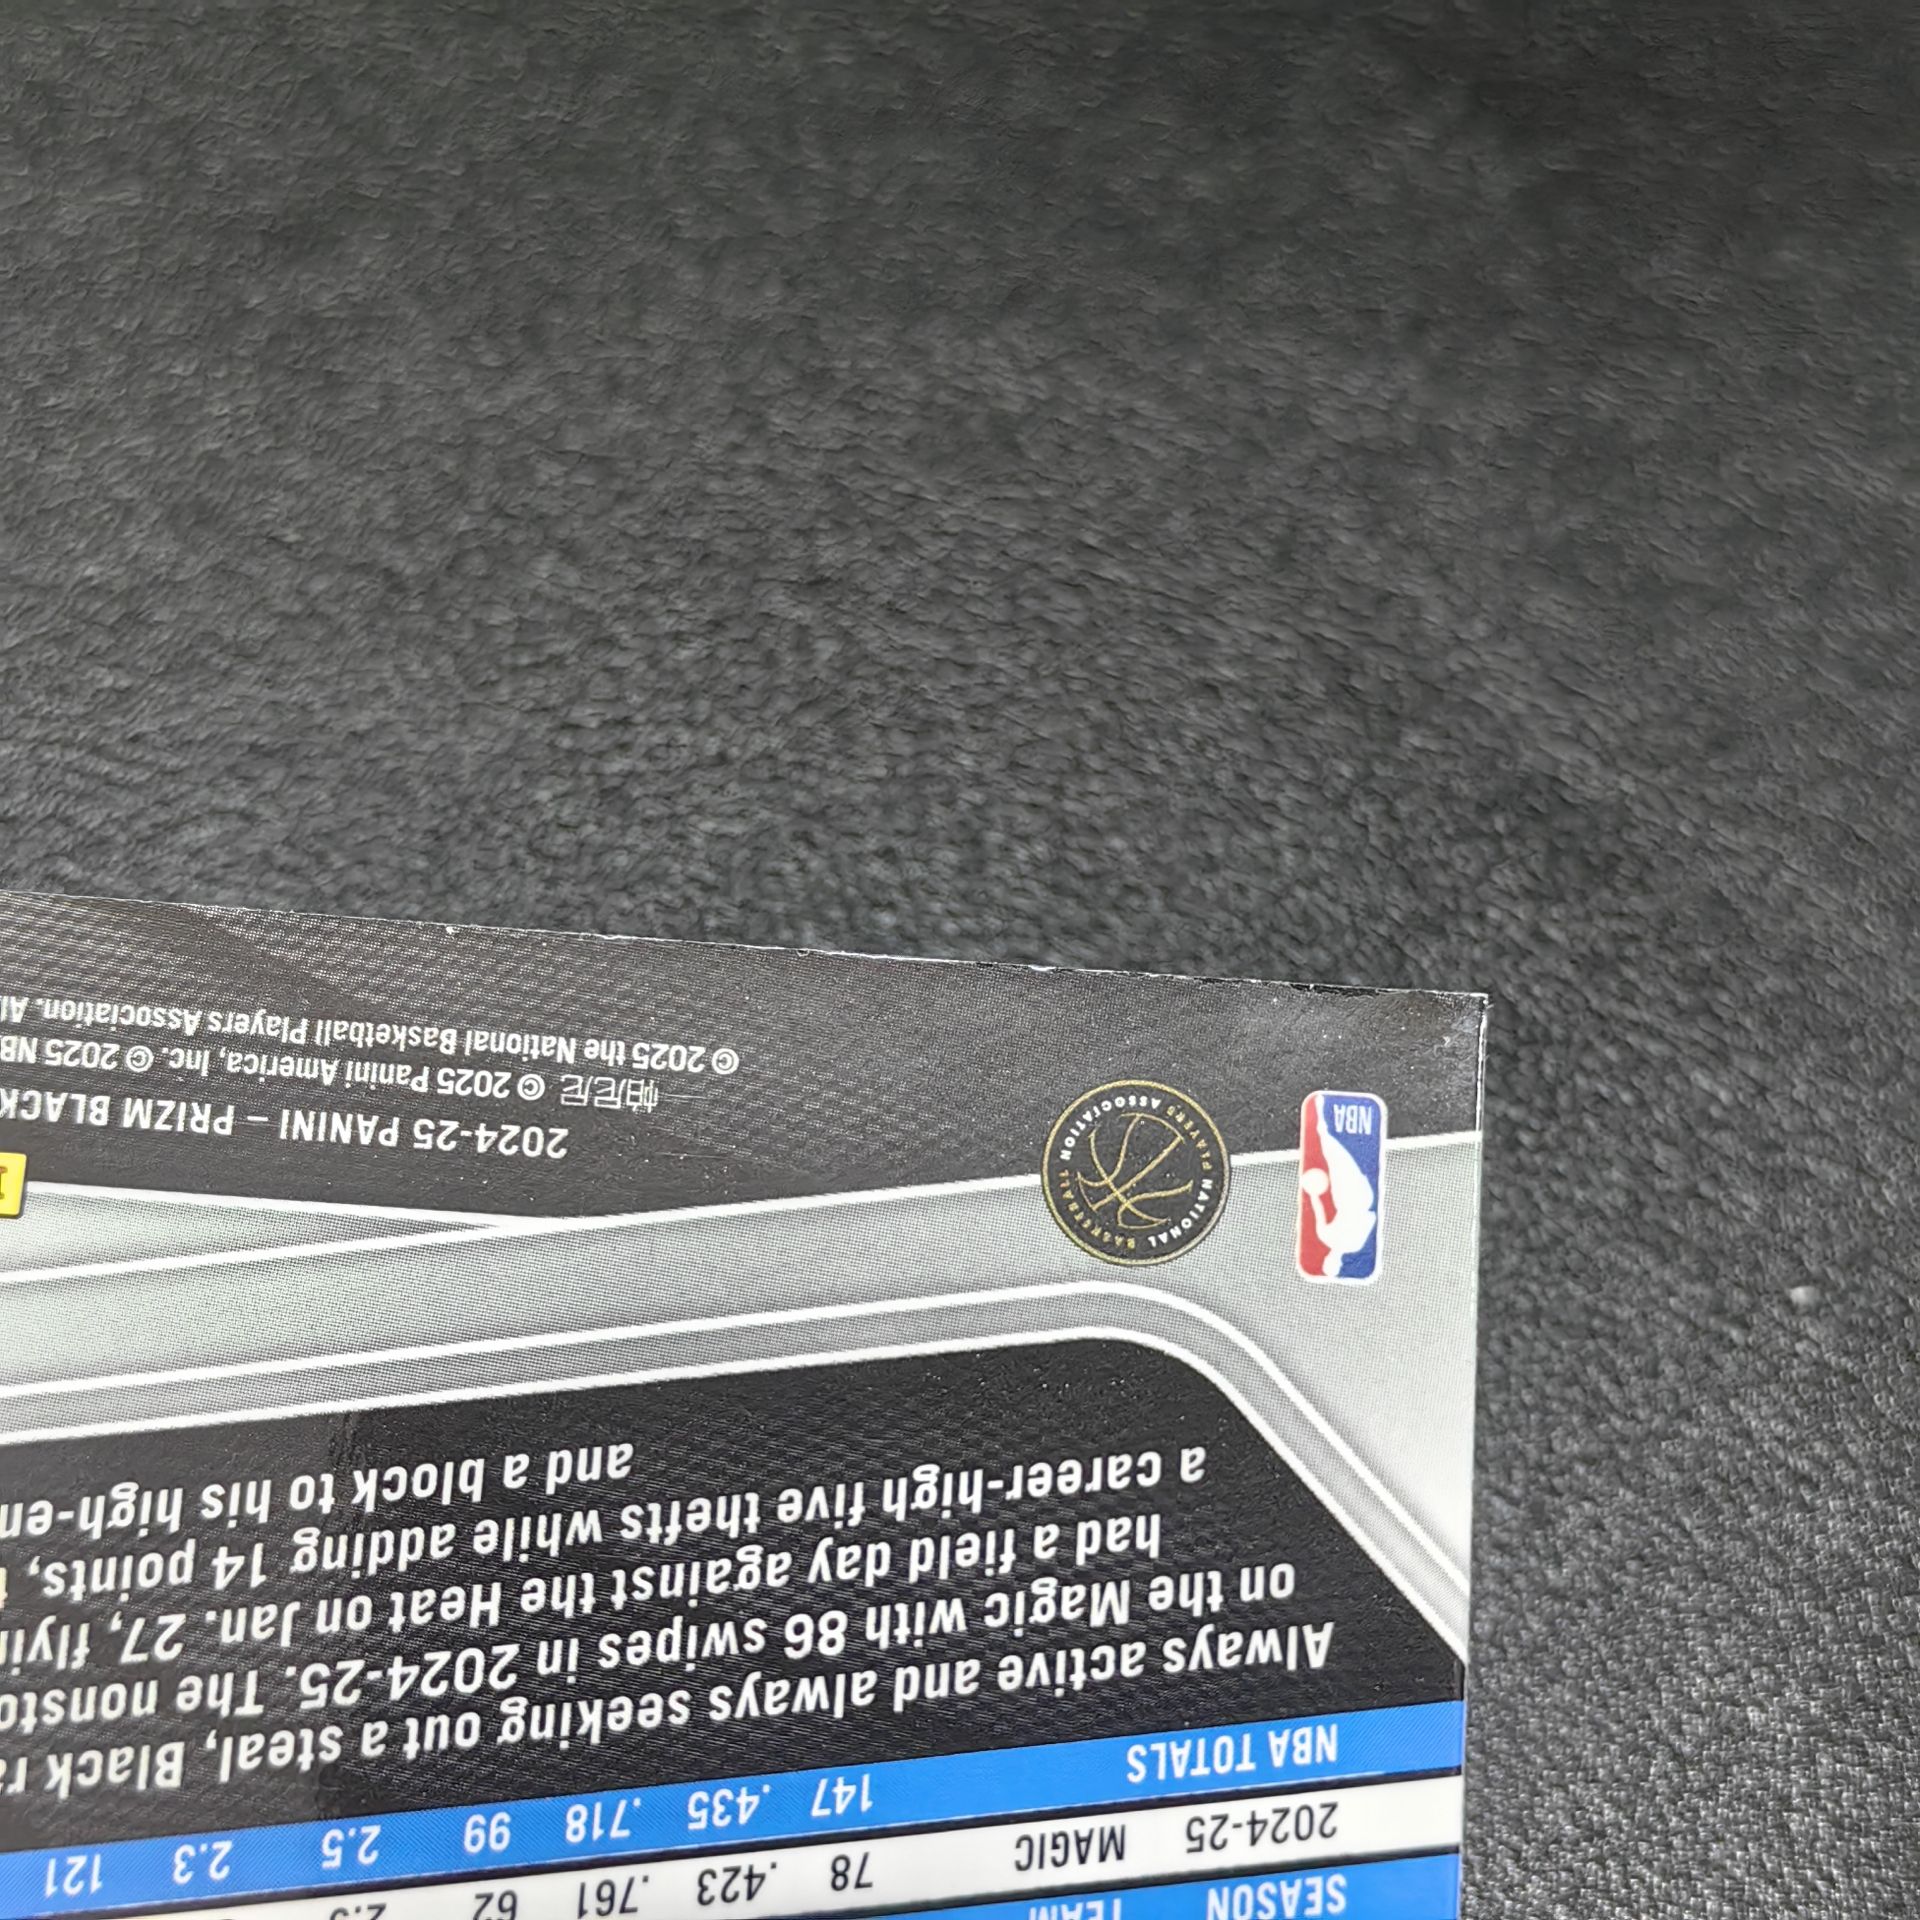 SEASON TEAM
2024-25 MAGIC 78 .423 .761 62
NBA TOTALS 147 .435 .718 99 2.5 2.3 121
Always active and always seeking out a steal, Black
on the Magic with 86 swipes in 2024-25. The
had a field day against the Heat on Jan. 27,
a career-high five thefts while adding 14 points,
and a block to his
NBA
NATIONAL BASKETBALL PLAYERS ASSOCIATION
2024-25 PANINI – PRIZM BLACK
帕尼尼 © 2025 Panini America, Inc. © 2025
© 2025 the National Basketball Players Association.